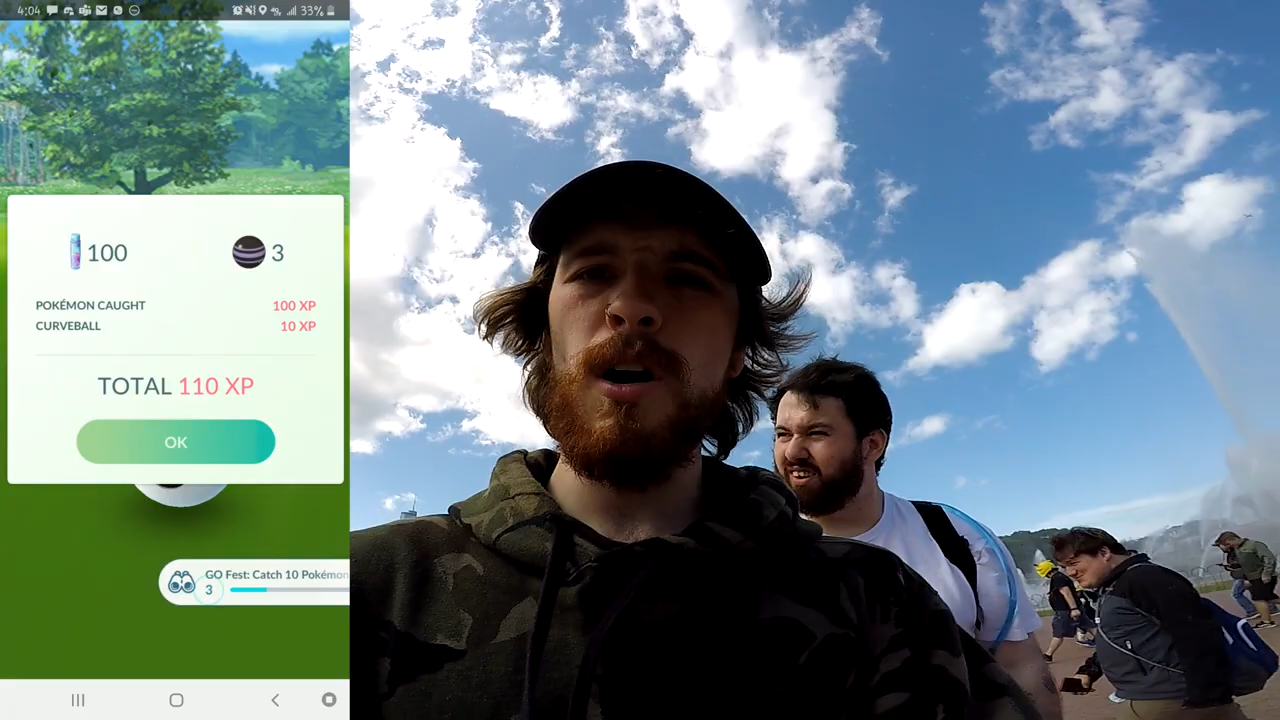 4:04
33%
100
3
POKÉMON CAUGHT 100 XP
CURVEBALL 10 XP
TOTAL 110 XP
OK
GO Fest: Catch 10 Pokémon
3